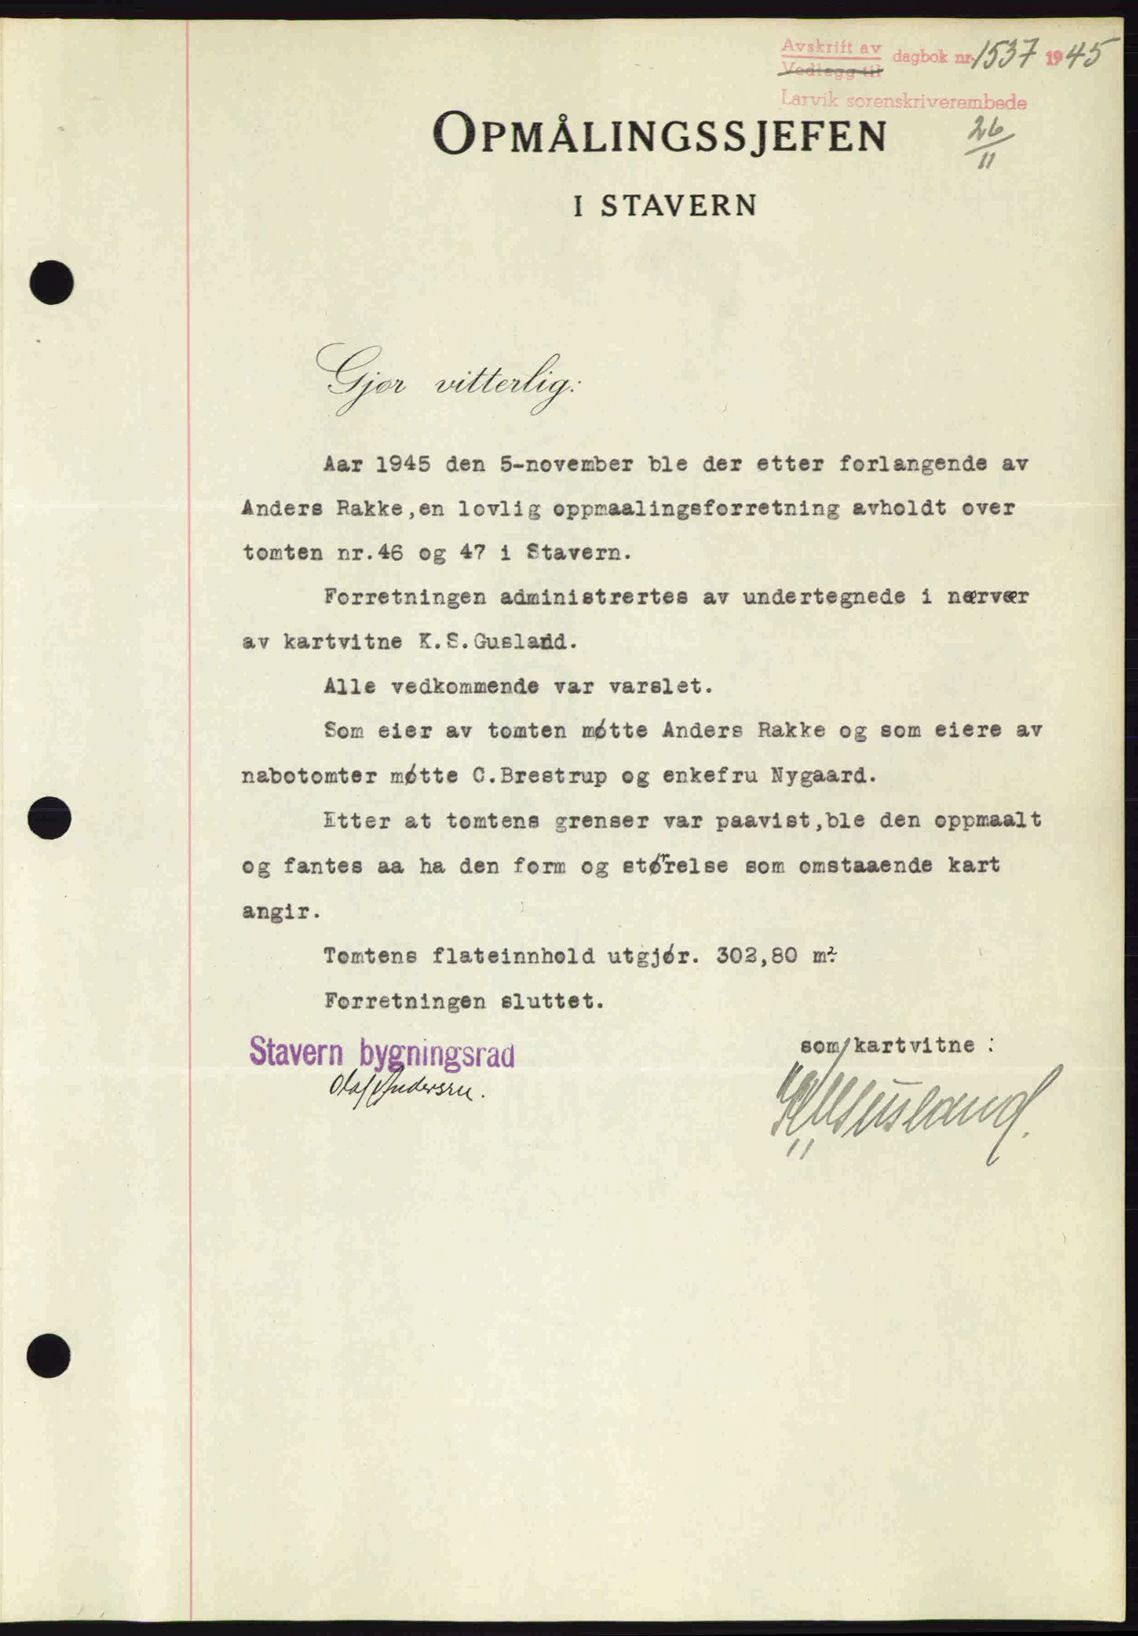 Avskrift av
Vedlegg til
dagbok nr. 1537 1945
Larvik sorenskriverembede
26/11
OPMÅLINGSSJEFEN
I STAVERN
Gjør vitterlig:
Aar 1945 den 5-november ble der etter forlangende av
Anders Rakke,en lovlig oppmaalingsforretning avholdt over
tomten nr.46 og 47 i Stavern.
Forretningen administrertes av undertegnede i nærvær
av kartvitne K.S.Gusland.
Alle vedkommende var varslet.
Som eier av tomten møtte Anders Rakke og som eiere av
nabotomter møtte C.Brestrup og enkefru Nygaard.
Etter at tomtens grenser var paavist,ble den oppmaalt
og fantes aa ha den form og størrelse som omstaaende kart
angir.
Tomtens flateinnhold utgjør. 302,80 m²
Forretningen sluttet.
Stavern bygningsrad
som/kartvitne :
Olaf Andersen.
Gusland.